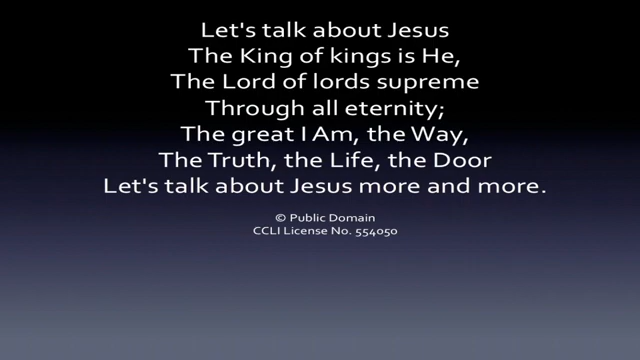 Let's talk about Jesus
The King of kings is He,
The Lord of lords supreme
Through all eternity;
The great I Am, the Way,
The Truth, the Life, the Door
Let's talk about Jesus more and more.
© Public Domain
CCLI License No. 554050